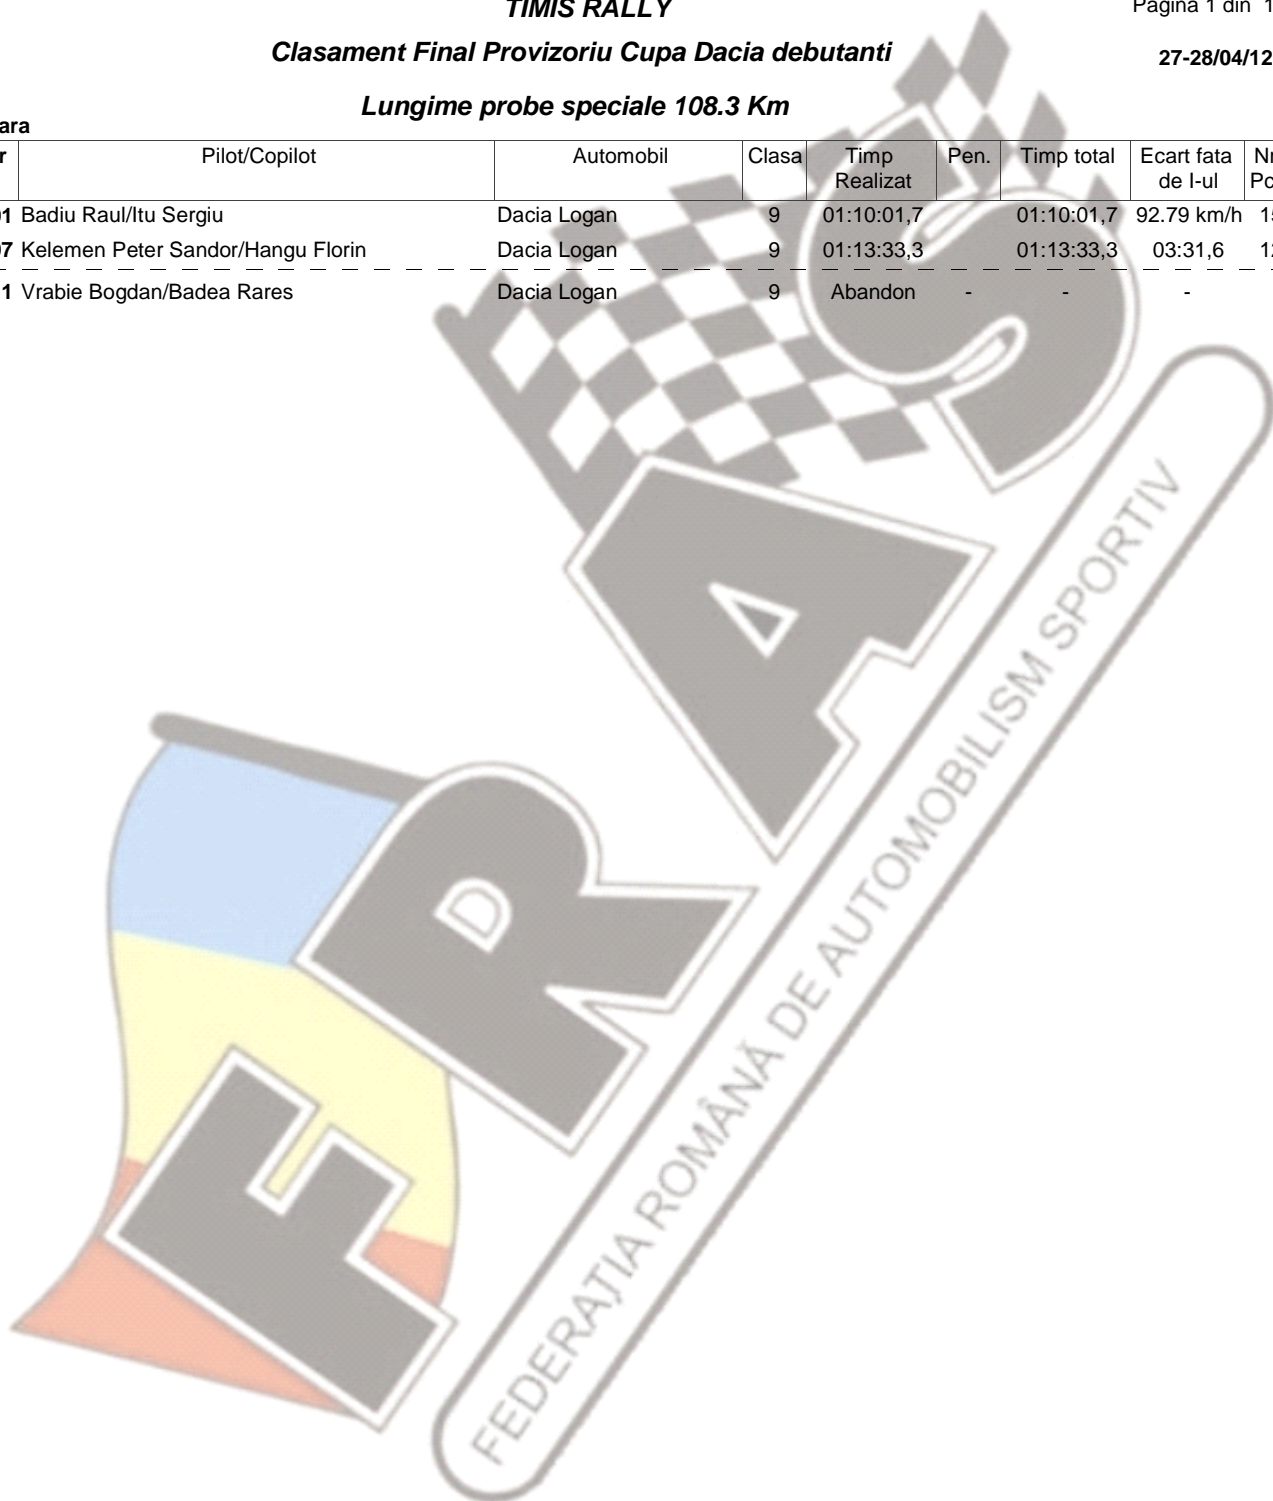 TIMIS RALLY
Pagina 1 din 1
Clasament Final Provizoriu Cupa Dacia debutanti
27-28/04/12
Lungime probe speciale 108.3 Km
Pilot/Copilot Automobil Clasa Timp Realizat Pen. Timp total Ecart fata de I-ul
Badiu Raul/Itu Sergiu Dacia Logan 9 01:10:01,7 01:10:01,7 92.79 km/h
Kelemen Peter Sandor/Hangu Florin Dacia Logan 9 01:13:33,3 01:13:33,3 03:31,6
Vrabie Bogdan/Badea Rares Dacia Logan 9 Abandon - - -
FRAS
FEDERAȚIA ROMÂNĂ DE AUTOMOBILISM SPORTIV